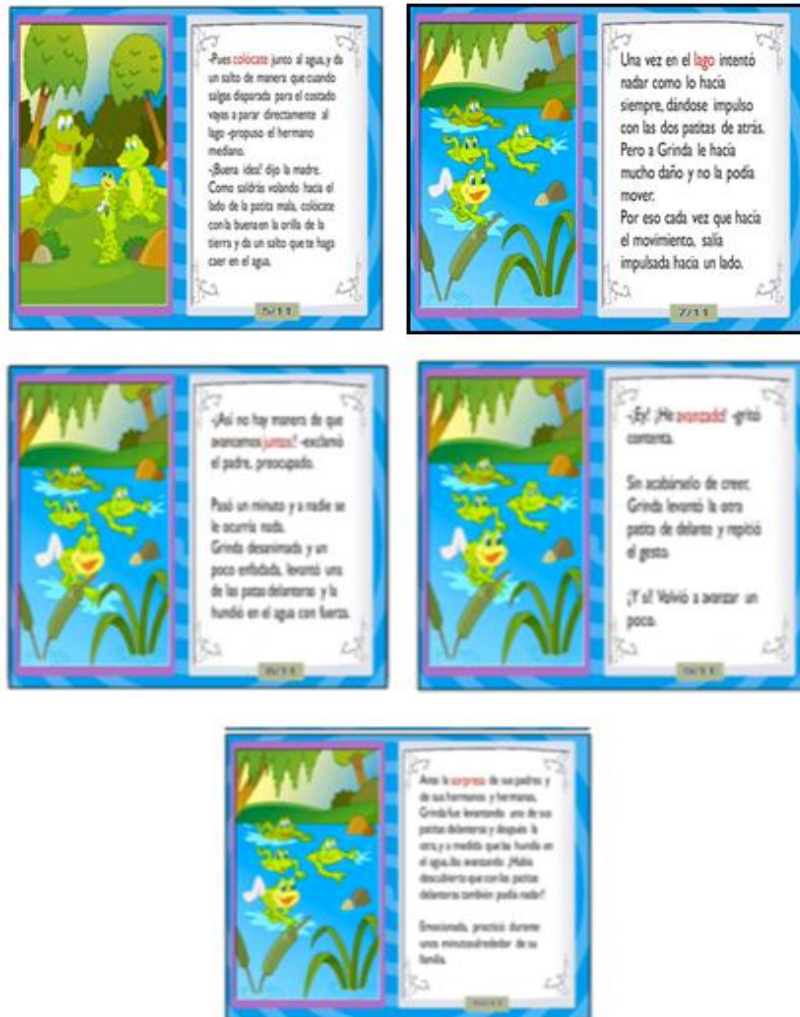 -Pues colócate junto al agua, y da
un salto de manera que cuando
salgas disparada para el costado
vayas a parar directamente al
lago -propuso el hermano
mediano.
-¡Buena idea! dijo la madre.
Como saldrás volando hacia el
lado de la patita mala, colócate
con la buena en la orilla de la
tierra y da un salto que te haga
caer en el agua.
5/11
Una vez en el lago intentó
nadar como lo hacía
siempre, dándose impulso
con las dos patitas de atrás.
Pero a Grinda le hacía
mucho daño y no la podía
mover.
Por eso cada vez que hacía
el movimiento, salía
impulsada hacia un lado.
7/11
-¡Así no hay manera de que
avancemos juntos! -exclamó
el padre, preocupado.
Pasó un minuto y a nadie se
le ocurría nada.
Grinda desanimada y un
poco enfadada, levantó una
de las patas delanteras y la
hundió en el agua con fuerza.
8/11
-¡Ey! ¡He avanzado! -gritó
contenta.
Sin acabárselo de creer,
Grinda levantó la otra
patita de delante y repitió
el gesto.
¡Y sí! Volvió a avanzar un
poco.
9/11
Ante la sorpresa de sus padres y
de sus hermanos y hermanas,
Grinda fue levantando una de sus
patitas delanteras y después la
otra, y a medida que las hundía en
el agua, iba avanzando. ¡Había
descubierto que con las patitas
delanteras también podía nadar!
Emocionada, practicó durante
unos minutos alrededor de su
familia.